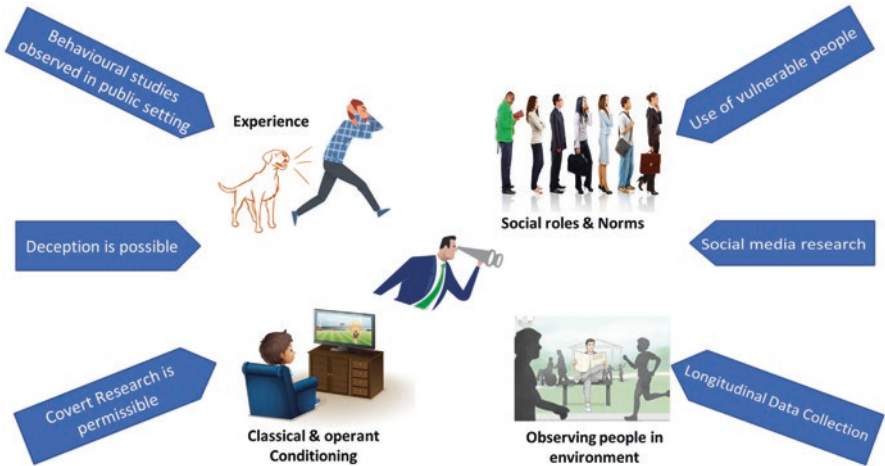 Behavioural studies
observed in public setting
Use of vulnerable people
Experience
Social roles & Norms
Deception is possible
Social media research
Covert Research is
permissible
Longitudinal Data Collection
Classical & operant
Conditioning
Observing people in
environment